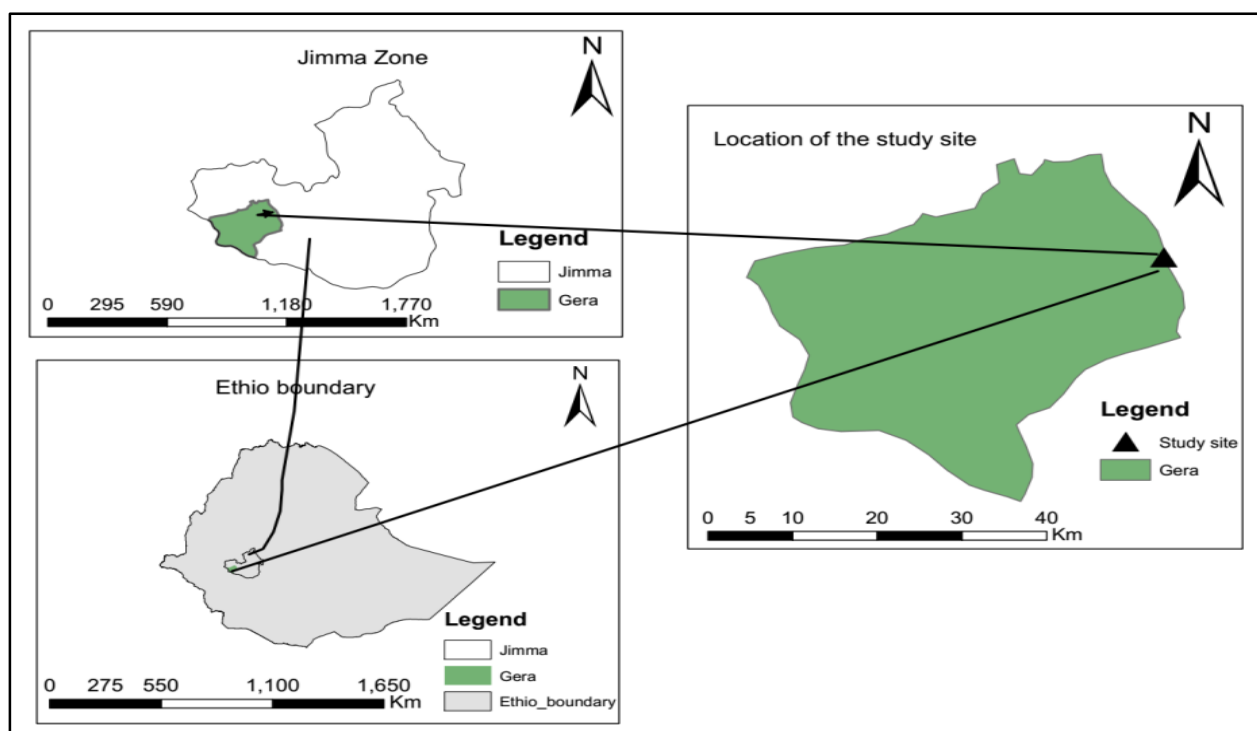 N
Jimma Zone
Legend
Jimma
Gera
0 295 590 1,180 1,770
Km
N
Location of the study site
Legend
Study site
Gera
0 5 10 20 30 40
Km
N
Ethio boundary
Legend
Jimma
Gera
Ethio_boundary
0 275 550 1,100 1,650
Km